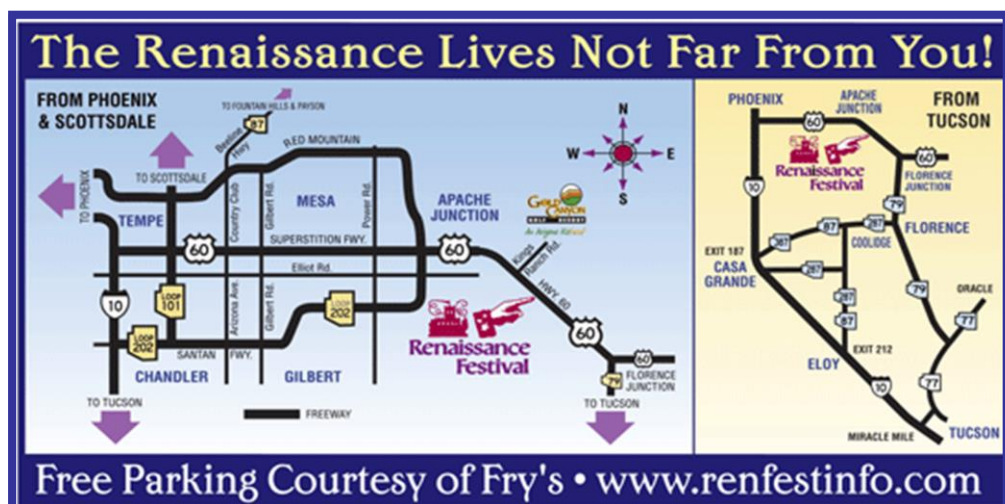 The Renaissance Lives Not Far From You!
FROM PHOENIX
& SCOTTSDALE
TO FOUNTAIN HILLS & PAYSON
87
Beeline
Hwy
RED MOUNTAIN
N
W
E
S
TO SCOTTSDALE
TO PHOENIX
TEMPE
Country Club
Gilbert Rd.
MESA
Power Rd.
APACHE
JUNCTION
GOLD CANYON
GOLF RESORT
60
SUPERSTITION FWY.
60
Kings
Ranch Rd.
Elliot Rd.
HWY. 60
10
LOOP
101
Arizona Ave.
Gilbert Rd.
LOOP
202
LOOP
202
SANTAN
FWY.
Renaissance
Festival
60
60
FLORENCE
JUNCTION
79
CHANDLER
GILBERT
TO TUCSON
FREEWAY
TO TUCSON
FROM
TUCSON
PHOENIX
APACHE
JUNCTION
60
Renaissance
Festival
60
FLORENCE
JUNCTION
10
79
287
87
287
COOLIDGE
FLORENCE
EXIT 187
CASA
GRANDE
287
287
87
79
ORACLE
77
EXIT 212
ELOY
77
10
MIRACLE MILE
TUCSON
Free Parking Courtesy of Fry's • www.renfestinfo.com